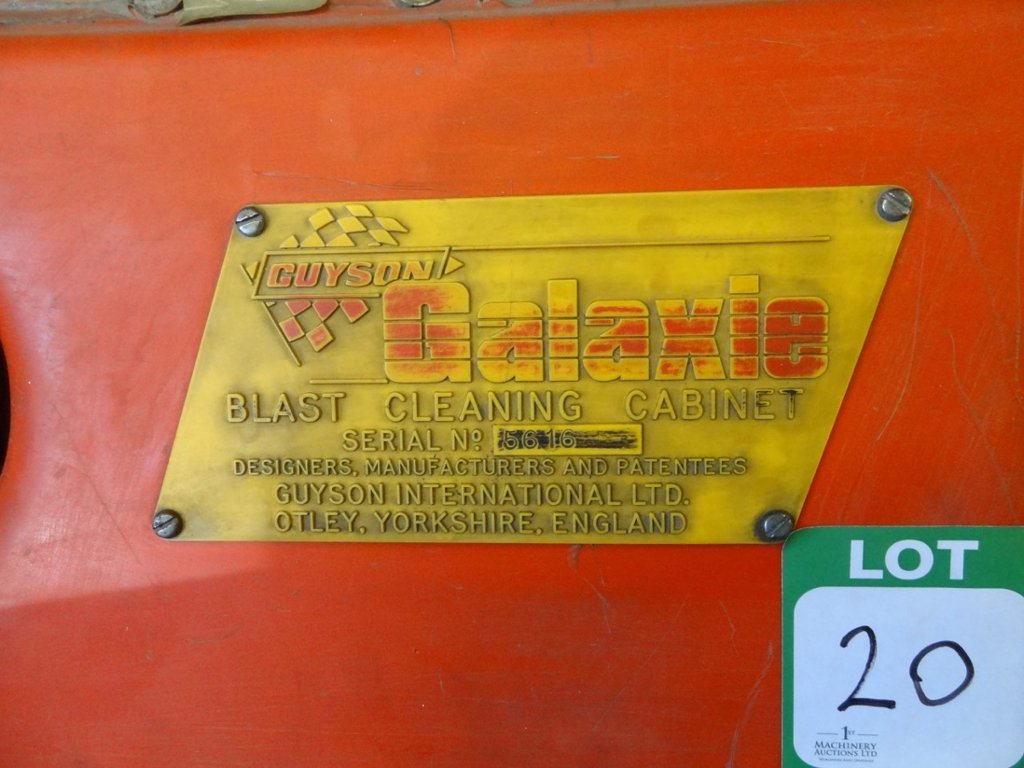 GUYSON
Galaxie
BLAST CLEANING CABINET
SERIAL Nº 5616
DESIGNERS, MANUFACTURERS AND PATENTEES
GUYSON INTERNATIONAL LTD.
OTLEY, YORKSHIRE, ENGLAND
LOT
20
1ST
MACHINERY
AUCTIONS LTD